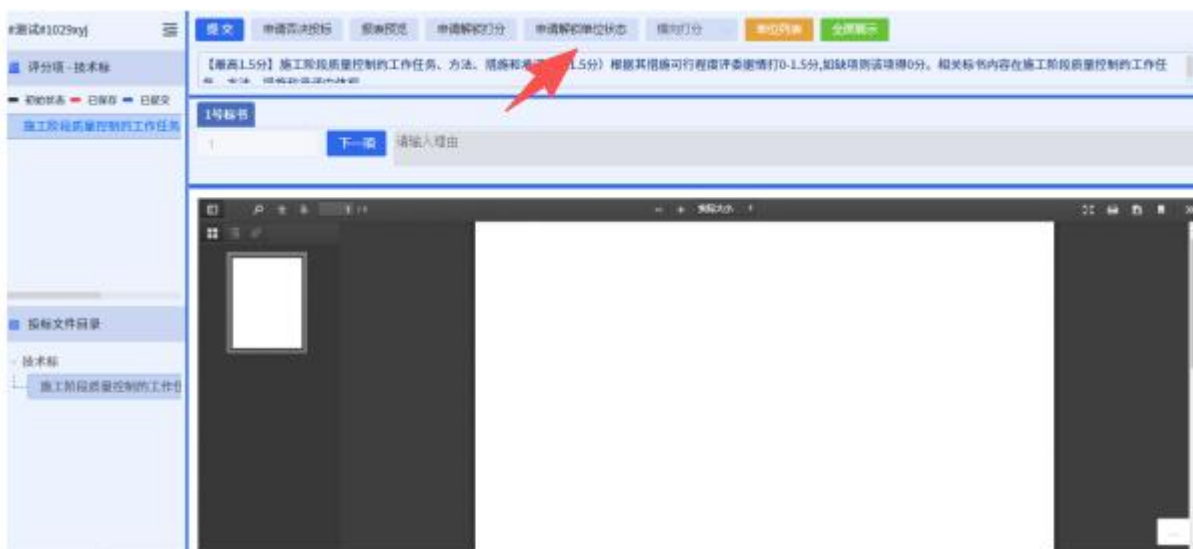 #测试#1029xyj
提交 申请否决投标 报表预览 申请解锁打分 申请解锁单位状态 横向打分 单位列表 全屏展示
评分项-技术标
【最高1.5分】施工阶段质量控制的工作任务、方法、措施和 1.5分）根据其措施可行程度评委酌情打0-1.5分,如缺项则该项得0分。相关标书内容在施工阶段质量控制的工作任
初始状态 已保存 已提交
施工阶段质量控制的工作任务
1号标书
1 下一项 请输入理由
实际大小
投标文件目录
技术标
施工阶段质量控制的工作任